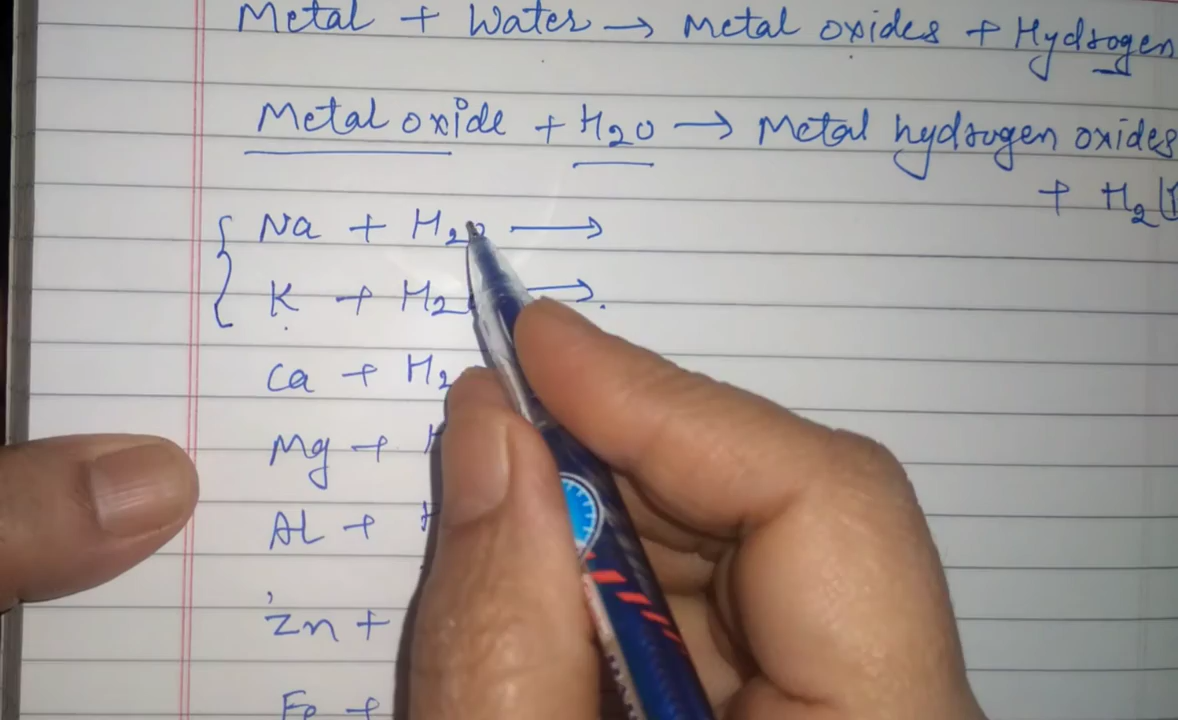 Metal + Water → Metal oxides + Hydrogen
Metal oxide + H2O → Metal hydrogen oxides
+ H2
Na + H2O →
K + H2 →
Ca + H2
Mg + H
Al + H
Zn +
Fe +